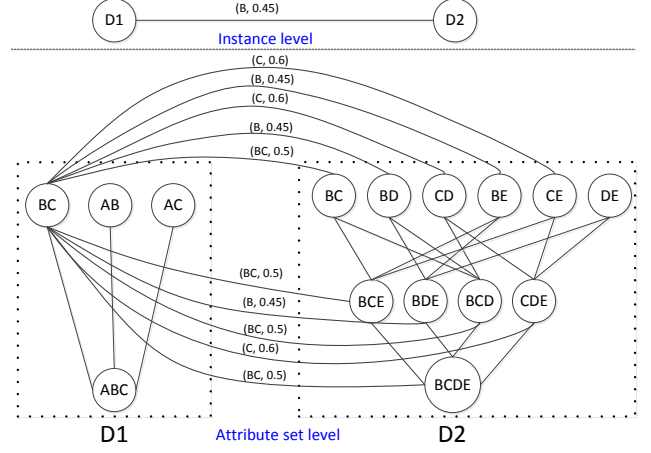 (B, 0.45)
D1
D2
Instance level
(C, 0.6)
(B, 0.45)
(C, 0.6)
(B, 0.45)
(BC, 0.5)
BC
AB
AC
BC
BD
CD
BE
CE
DE
(BC, 0.5)
BCE
BDE
BCD
CDE
(B, 0.45)
(BC, 0.5)
(C, 0.6)
(BC, 0.5)
ABC
BCDE
D1
Attribute set level
D2